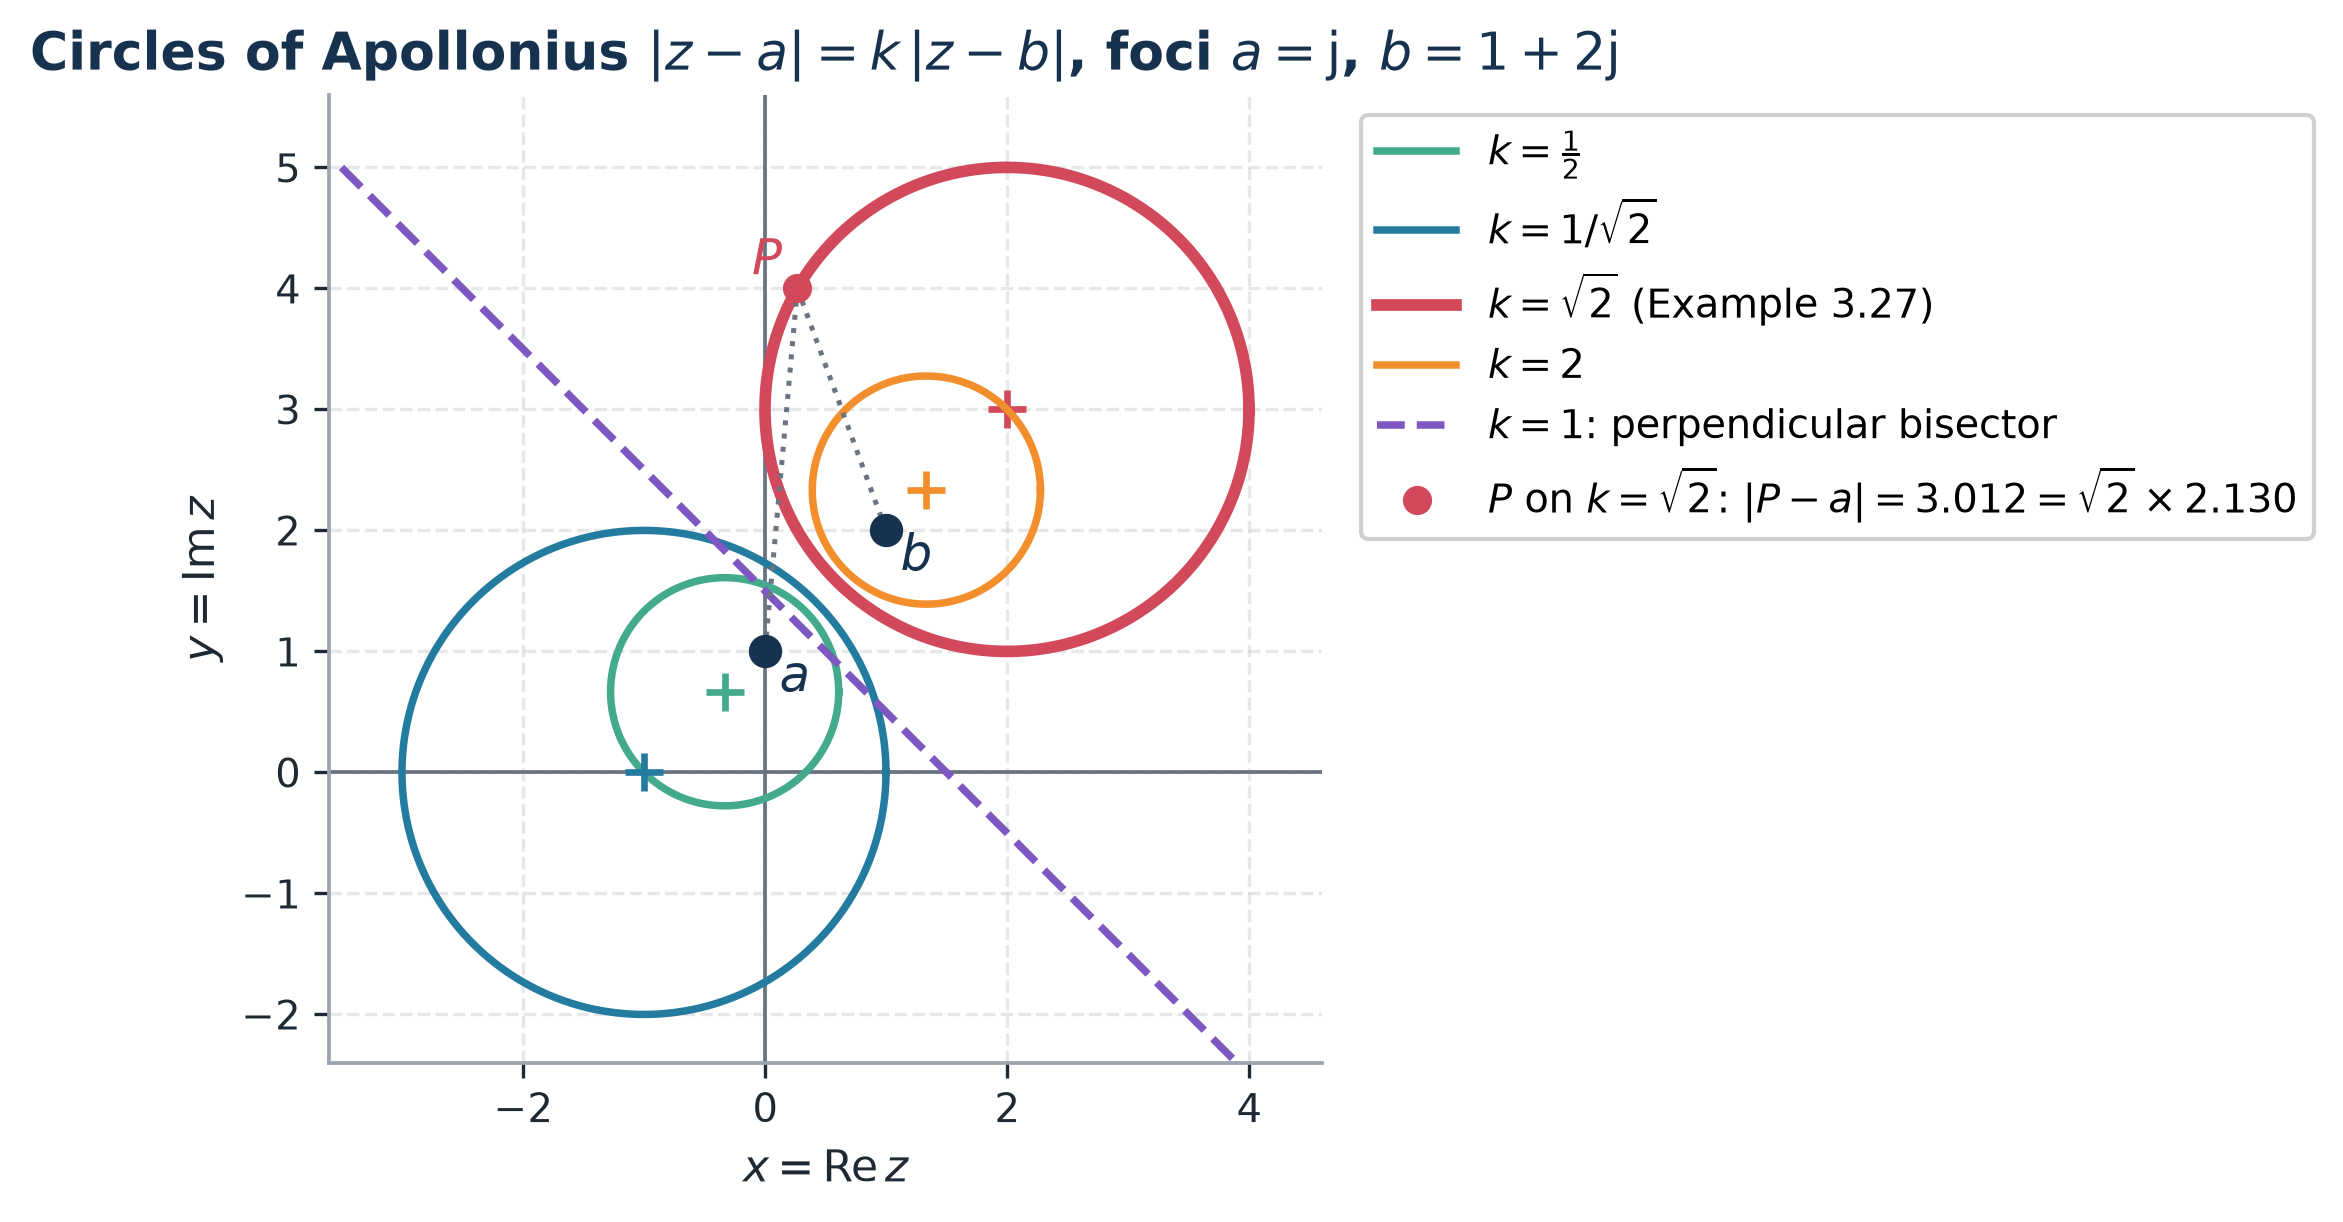 Circles of Apollonius |z − a| = k |z − b|, foci a = j, b = 1 + 2j
k = 1/2
k = 1/√2
k = √2 (Example 3.27)
k = 2
k = 1: perpendicular bisector
P on k = √2: |P − a| = 3.012 = √2 × 2.130
5
4
3
2
1
0
−1
−2
y = Im z
P
b
a
−2 0 2 4
x = Re z